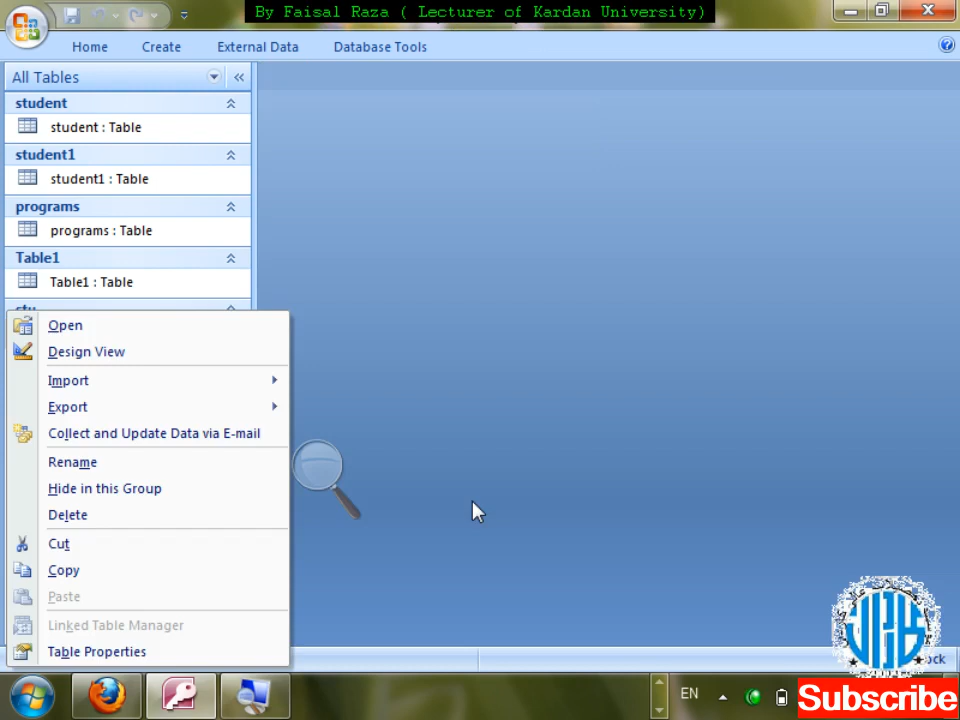 By Faisal Raza ( Lecturer of Kardan University)
Home Create External Data Database Tools
All Tables
student
student : Table
student1
student1 : Table
programs
programs : Table
Table1
Table1 : Table
stu
Open
Design View
Import
Export
Collect and Update Data via E-mail
Rename
Hide in this Group
Delete
Cut
Copy
Paste
Linked Table Manager
Table Properties
ock
EN
Subscribe